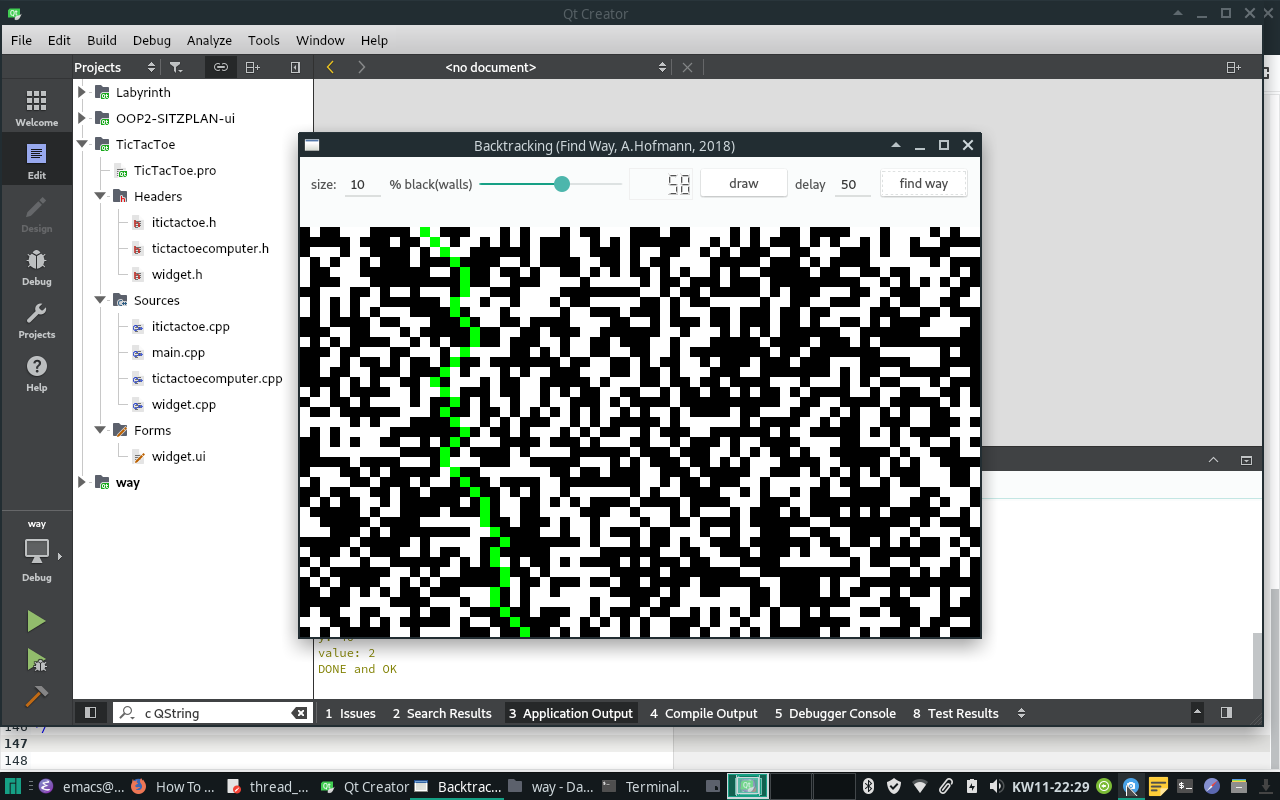 Qt Creator
File Edit Build Debug Analyze Tools Window Help
Projects
<no document>
Welcome
Edit
Design
Debug
Projects
Help
way
Debug
Labyrinth
OOP2-SITZPLAN-ui
TicTacToe
TicTacToe.pro
Headers
itictactoe.h
tictactoecomputer.h
widget.h
Sources
itictactoe.cpp
main.cpp
tictactoecomputer.cpp
widget.cpp
Forms
widget.ui
way
Backtracking (Find Way, A.Hofmann, 2018)
size: 10 % black(walls) 58 draw delay 50 find way
value: 2
DONE and OK
c QString
1 Issues 2 Search Results 3 Application Output 4 Compile Output 5 Debugger Console 8 Test Results
147
148
emacs@... How To ... thread_... Qt Creator Backtrac... way - Da... Terminal... KW11-22:29